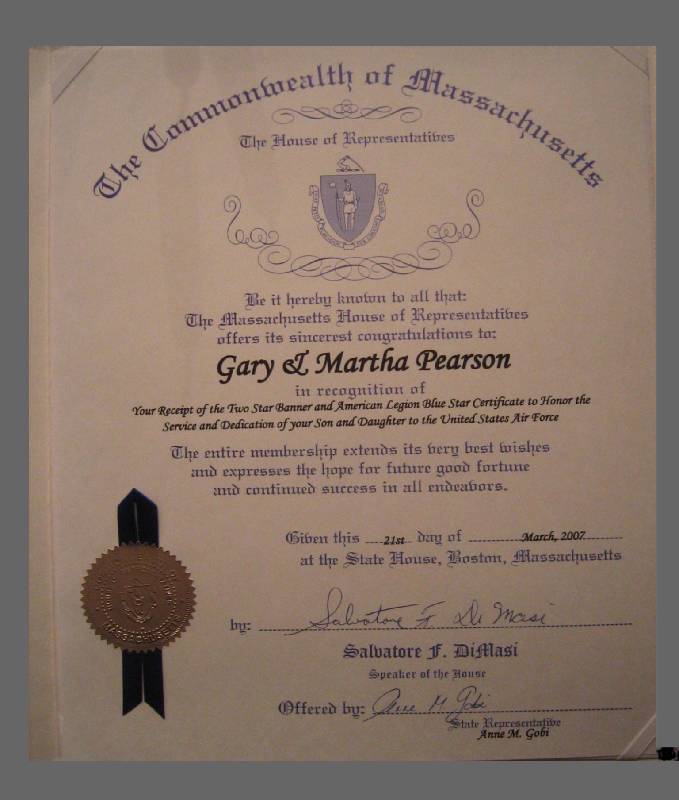 The Commonwealth of Massachusetts
The House of Representatives
Be it hereby known to all that:
The Massachusetts House of Representatives
offers its sincerest congratulations to:
Gary & Martha Pearson
in recognition of
Your Receipt of the Two Star Banner and American Legion Blue Star Certificate to Honor the
Service and Dedication of your Son and Daughter to the United States Air Force
The entire membership extends its very best wishes
and expresses the hope for future good fortune
and continued success in all endeavors.
Given this 21st day of March, 2007
at the State House, Boston, Massachusetts
by: Salvatore F. DiMasi
Salvatore F. DiMasi
Speaker of the House
Offered by: Anne M. Gobi
State Representative
Anne M. Gobi
MASSACHUSETTS